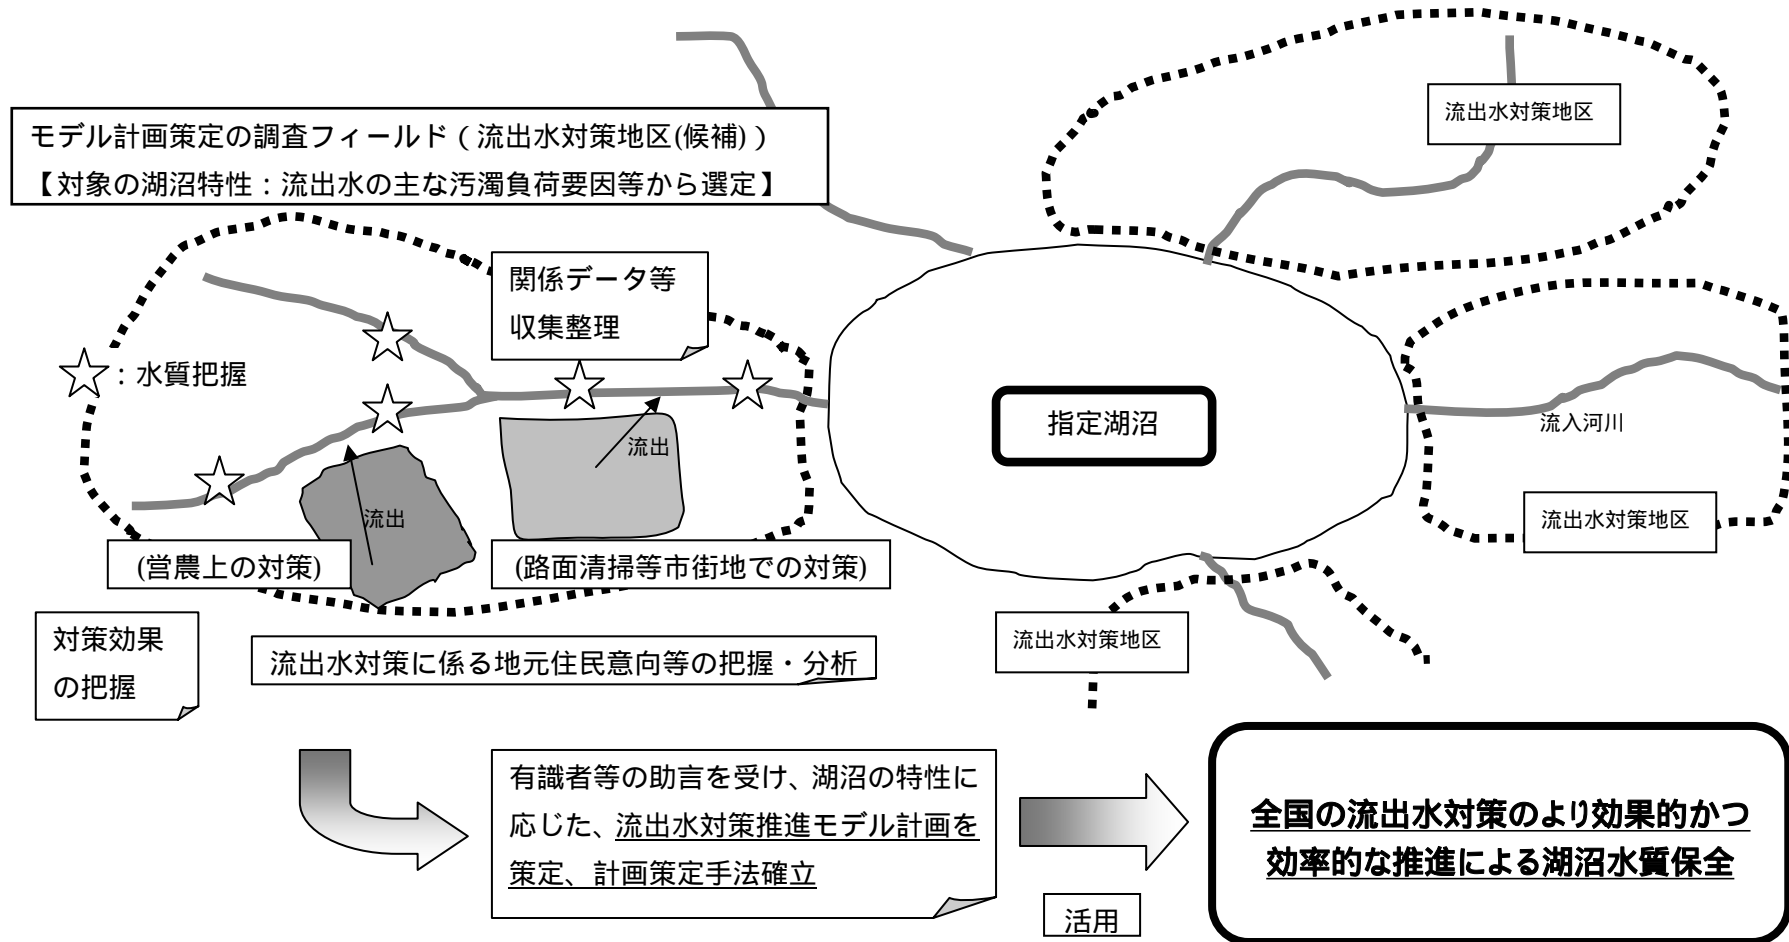 流出水対策地区
モデル計画策定の調査フィールド（流出水対策地区(候補)）
【対象の湖沼特性：流出水の主な汚濁負荷要因等から選定】
関係データ等
収集整理
：水質把握
指定湖沼
流入河川
流出
流出
流出水対策地区
(営農上の対策)
(路面清掃等市街地での対策)
対策効果
の把握
流出水対策に係る地元住民意向等の把握・分析
流出水対策地区
有識者等の助言を受け、湖沼の特性に
応じた、流出水対策推進モデル計画を
策定、計画策定手法確立
活用
全国の流出水対策のより効果的かつ
効率的な推進による湖沼水質保全